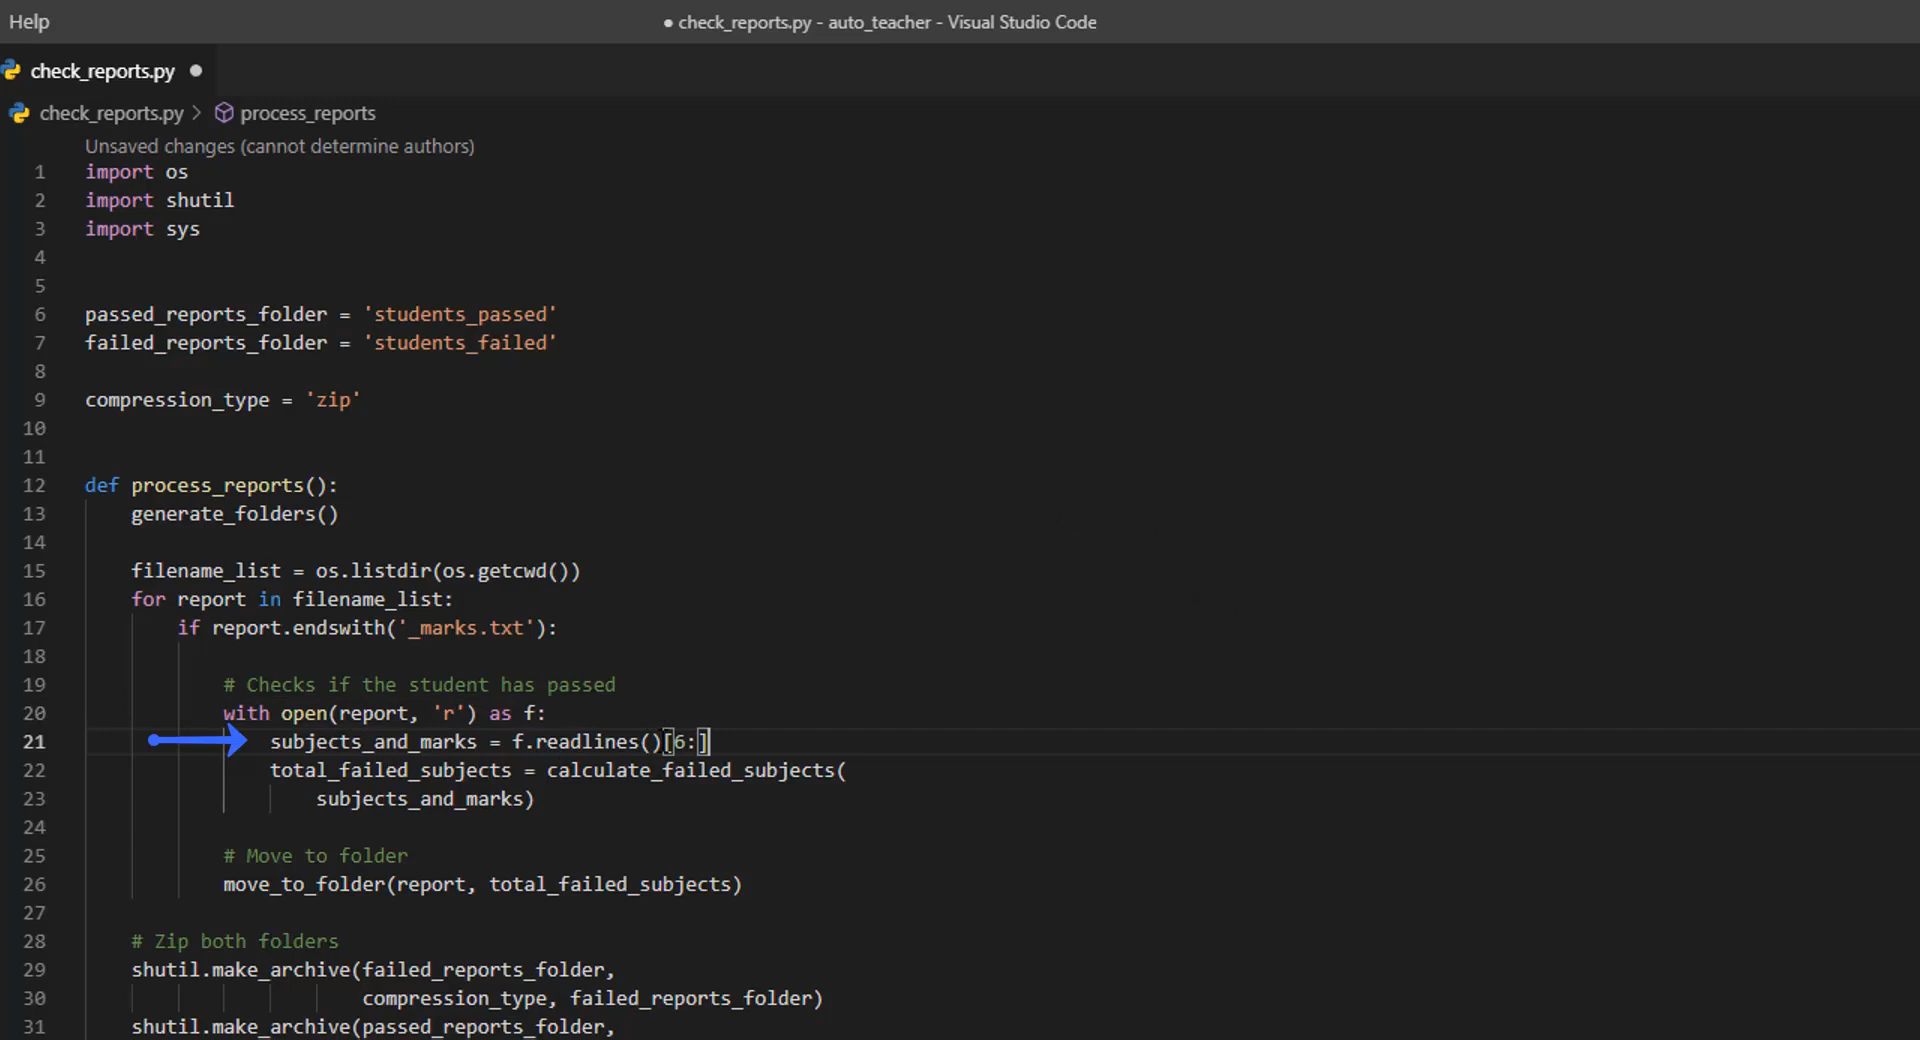 Help
● check_reports.py - auto_teacher - Visual Studio Code
check_reports.py ●
check_reports.py > process_reports
Unsaved changes (cannot determine authors)
1 import os
2 import shutil
3 import sys
4
5
6 passed_reports_folder = 'students_passed'
7 failed_reports_folder = 'students_failed'
8
9 compression_type = 'zip'
10
11
12 def process_reports():
13     generate_folders()
14
15     filename_list = os.listdir(os.getcwd())
16     for report in filename_list:
17         if report.endswith('_marks.txt'):
18
19             # Checks if the student has passed
20             with open(report, 'r') as f:
21                 subjects_and_marks = f.readlines()[6:]
22                 total_failed_subjects = calculate_failed_subjects(
23                     subjects_and_marks)
24
25             # Move to folder
26             move_to_folder(report, total_failed_subjects)
27
28     # Zip both folders
29     shutil.make_archive(failed_reports_folder,
30                         compression_type, failed_reports_folder)
31     shutil.make_archive(passed_reports_folder,